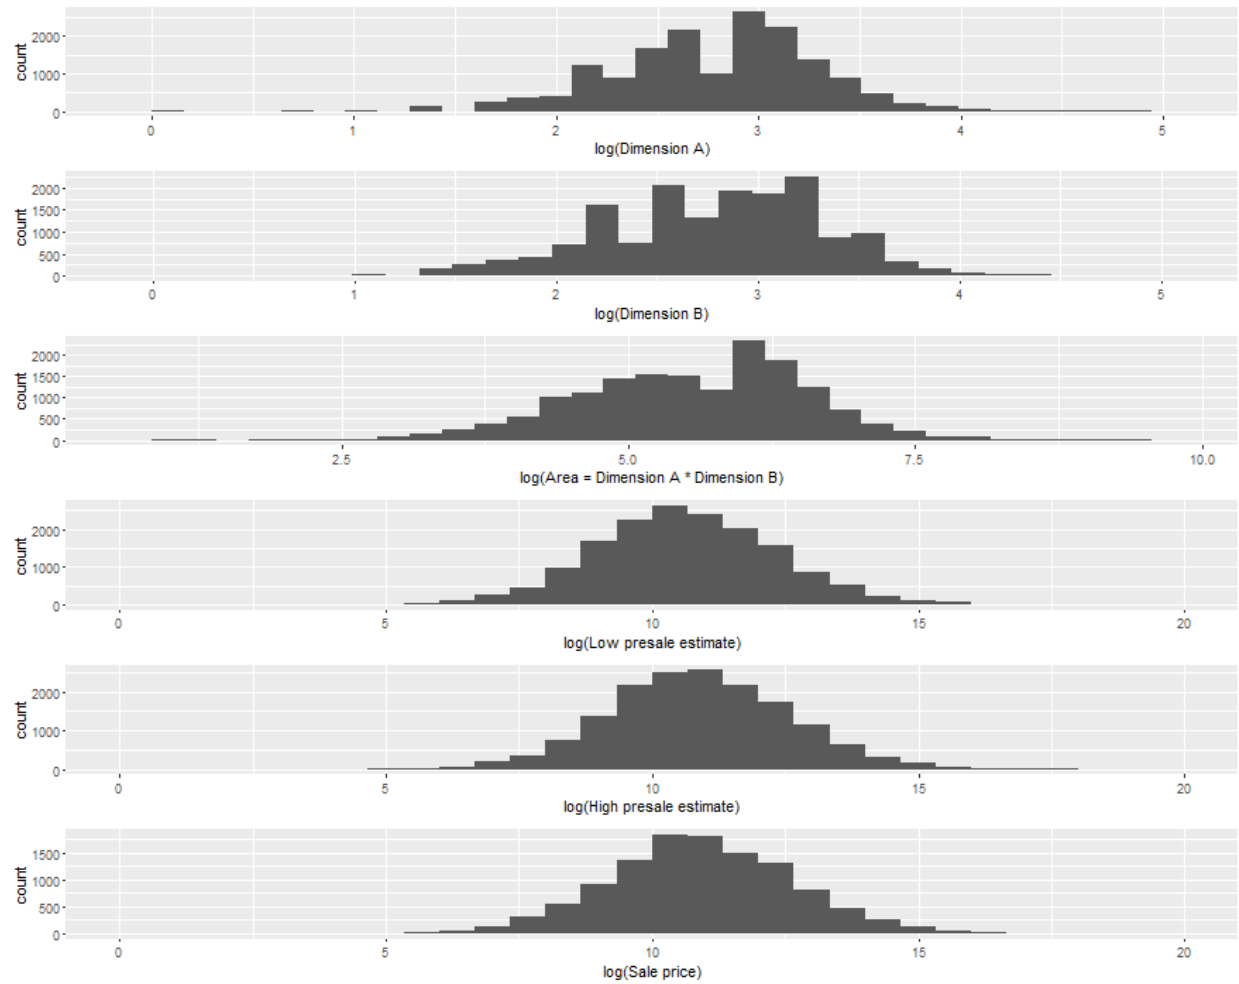 count
2000
1000
0
0 1 2 3 4 5
log(Dimension A)
count
2000
1500
1000
500
0
0 1 2 3 4 5
log(Dimension B)
count
2000
1500
1000
500
0
2.5 5.0 7.5 10.0
log(Area = Dimension A * Dimension B)
count
2000
1000
0
0 5 10 15 20
log(Low presale estimate)
count
2000
1000
0
0 5 10 15 20
log(High presale estimate)
count
1500
1000
500
0
0 5 10 15 20
log(Sale price)